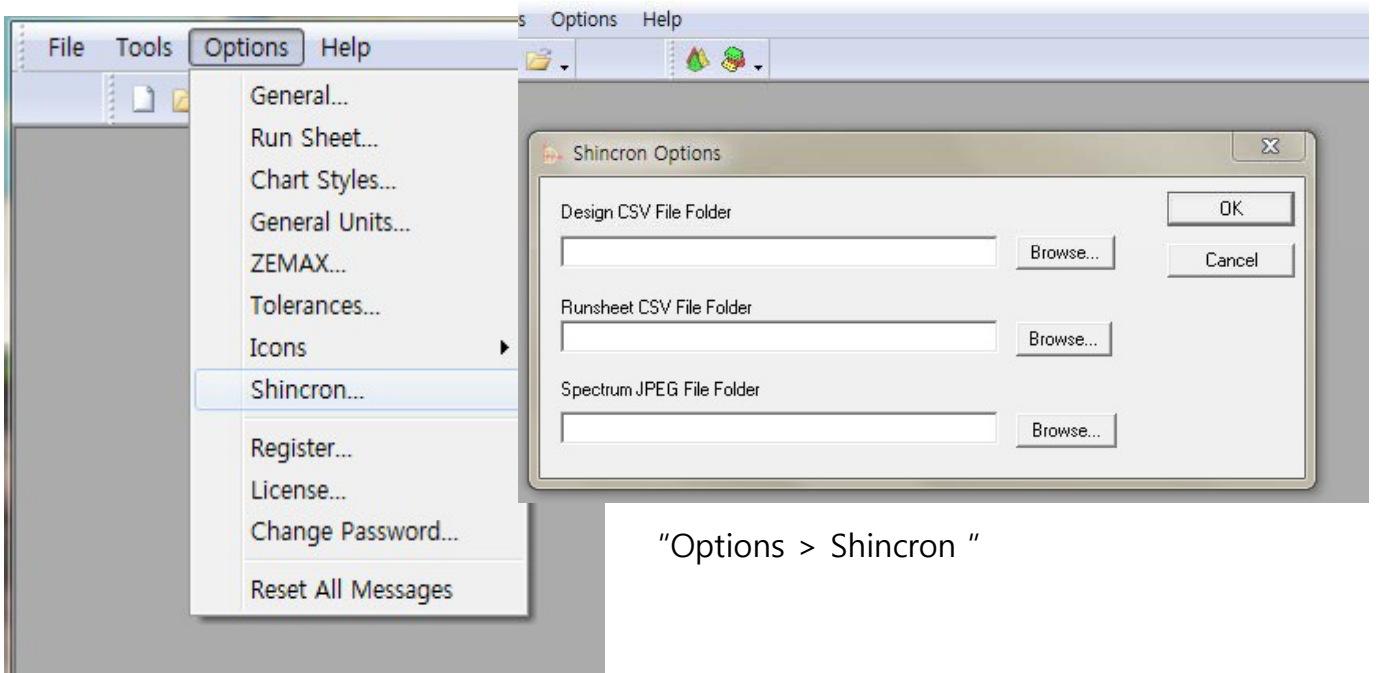 File Tools Options Help
General...
Run Sheet...
Chart Styles...
General Units...
ZEMAX...
Tolerances...
Icons
Shincron...
Register...
License...
Change Password...
Reset All Messages
s Options Help
Shincron Options
Design CSV File Folder
Browse...
OK
Cancel
Runsheet CSV File Folder
Browse...
Spectrum JPEG File Folder
Browse...
"Options > Shincron "